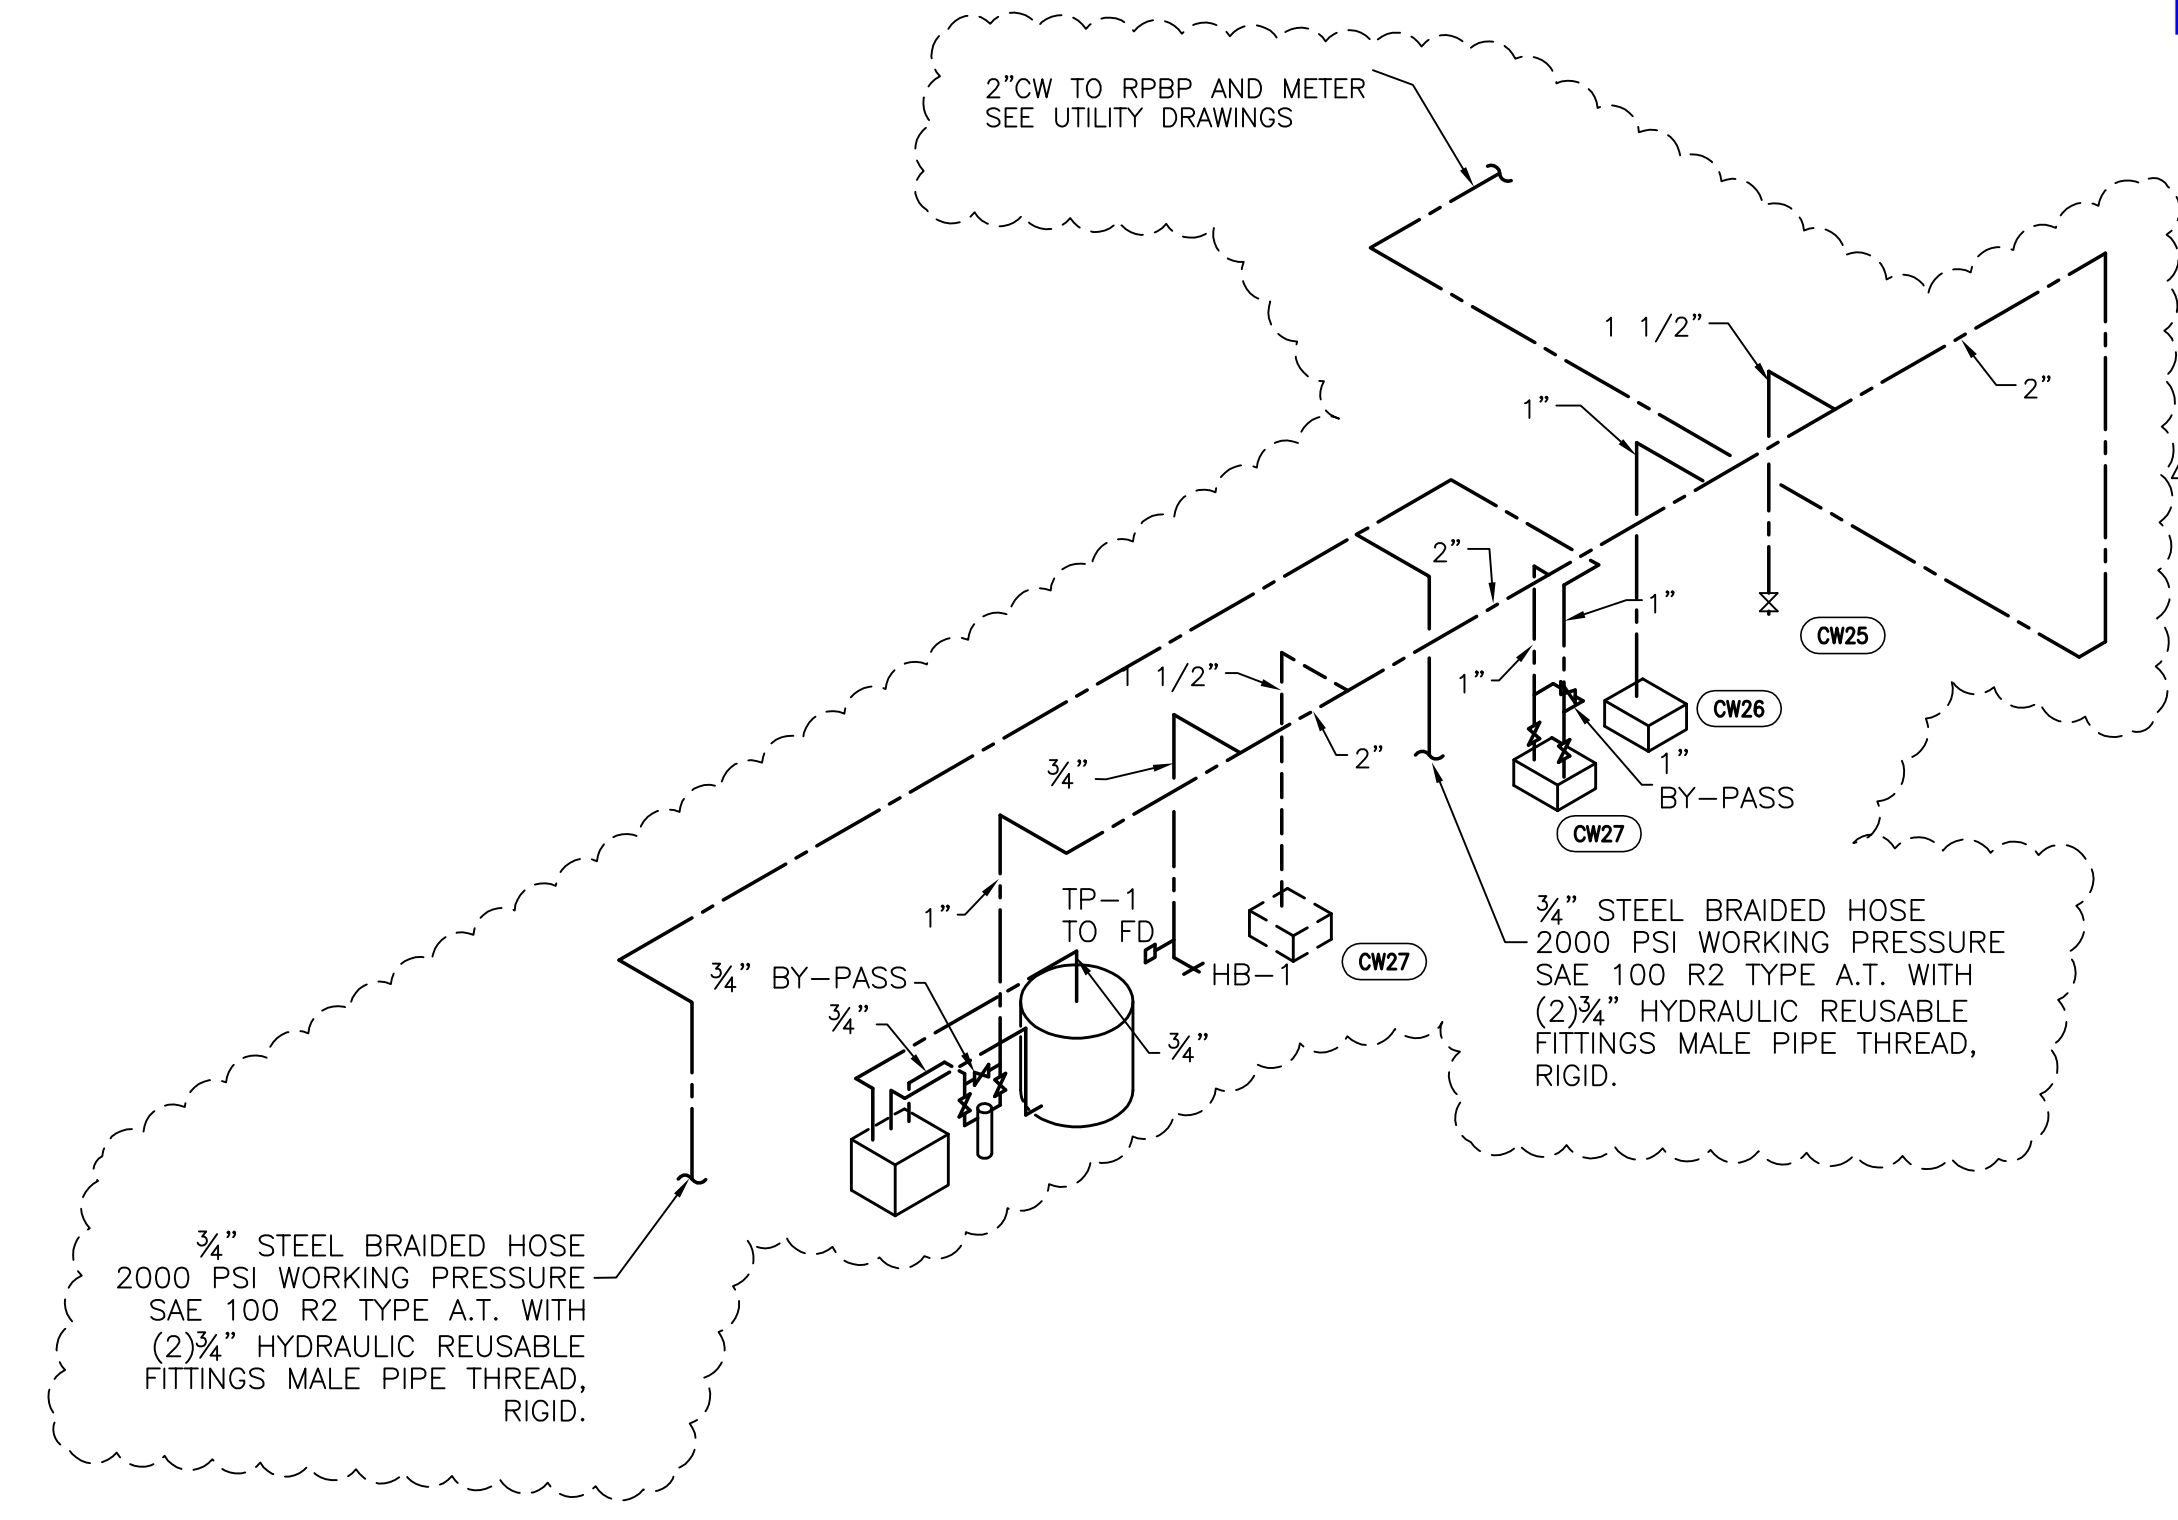 2"CW TO RPBP AND METER
SEE UTILITY DRAWINGS
1 1/2"
2"
1"
2"
1"
CW25
1"
1 1/2"
CW26
2"
1"
BY-PASS
3/4"
CW27
TP-1
TO FD
1"
3/4" STEEL BRAIDED HOSE
2000 PSI WORKING PRESSURE
SAE 100 R2 TYPE A.T. WITH
(2)3/4" HYDRAULIC REUSABLE
FITTINGS MALE PIPE THREAD,
RIGID.
CW27
HB-1
3/4" BY-PASS
3/4"
3/4"
3/4" STEEL BRAIDED HOSE
2000 PSI WORKING PRESSURE
SAE 100 R2 TYPE A.T. WITH
(2)3/4" HYDRAULIC REUSABLE
FITTINGS MALE PIPE THREAD,
RIGID.